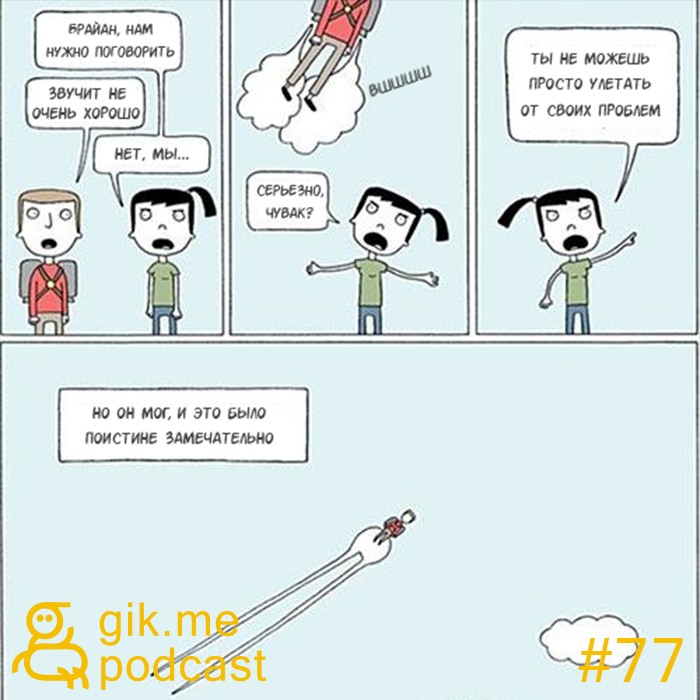 БРАЙАН, НАМ
НУЖНО ПОГОВОРИТЬ
ЗВУЧИТ НЕ
ОЧЕНЬ ХОРОШО
НЕТ, МЫ...
ВШШШШ
СЕРЬЕЗНО,
ЧУВАК?
ТЫ НЕ МОЖЕШЬ
ПРОСТО УЛЕТАТЬ
ОТ СВОИХ ПРОБЛЕМ
НО ОН МОГ, И ЭТО БЫЛО
ПОИСТИНЕ ЗАМЕЧАТЕЛЬНО
gik.me
podcast
#77